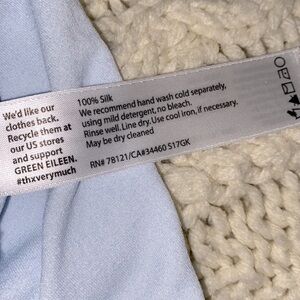 We'd like our
clothes back.
Recycle them at
our US stores
and support
GREEN EILEEN.
#thxverymuch
100% Silk
We recommend hand wash cold separately,
using mild detergent, no bleach.
Rinse well. Line dry. Use cool iron, if necessary.
May be dry cleaned
RN# 78121/CA#34460 S17GK